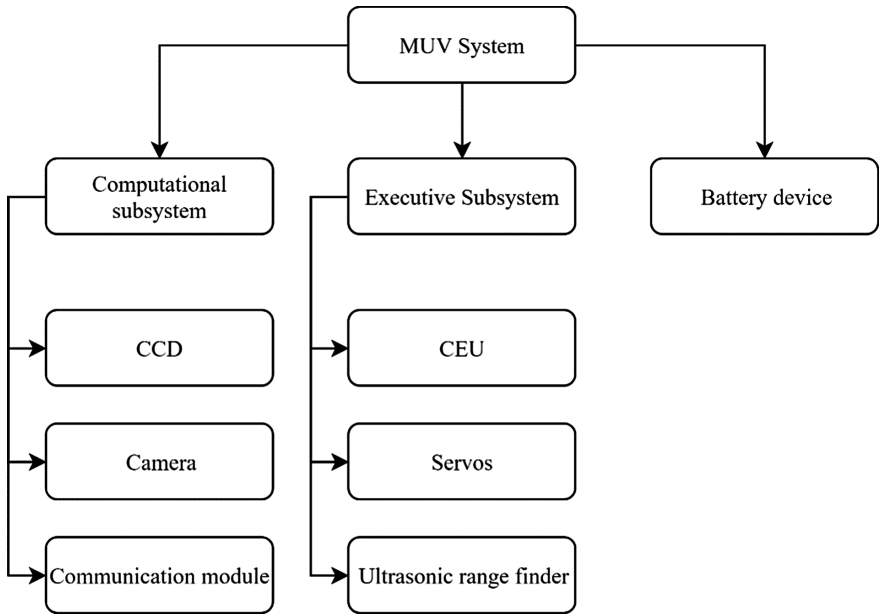 MUV System
Computational
subsystem
Executive Subsystem
Battery device
CCD
CEU
Camera
Servos
Communication module
Ultrasonic range finder